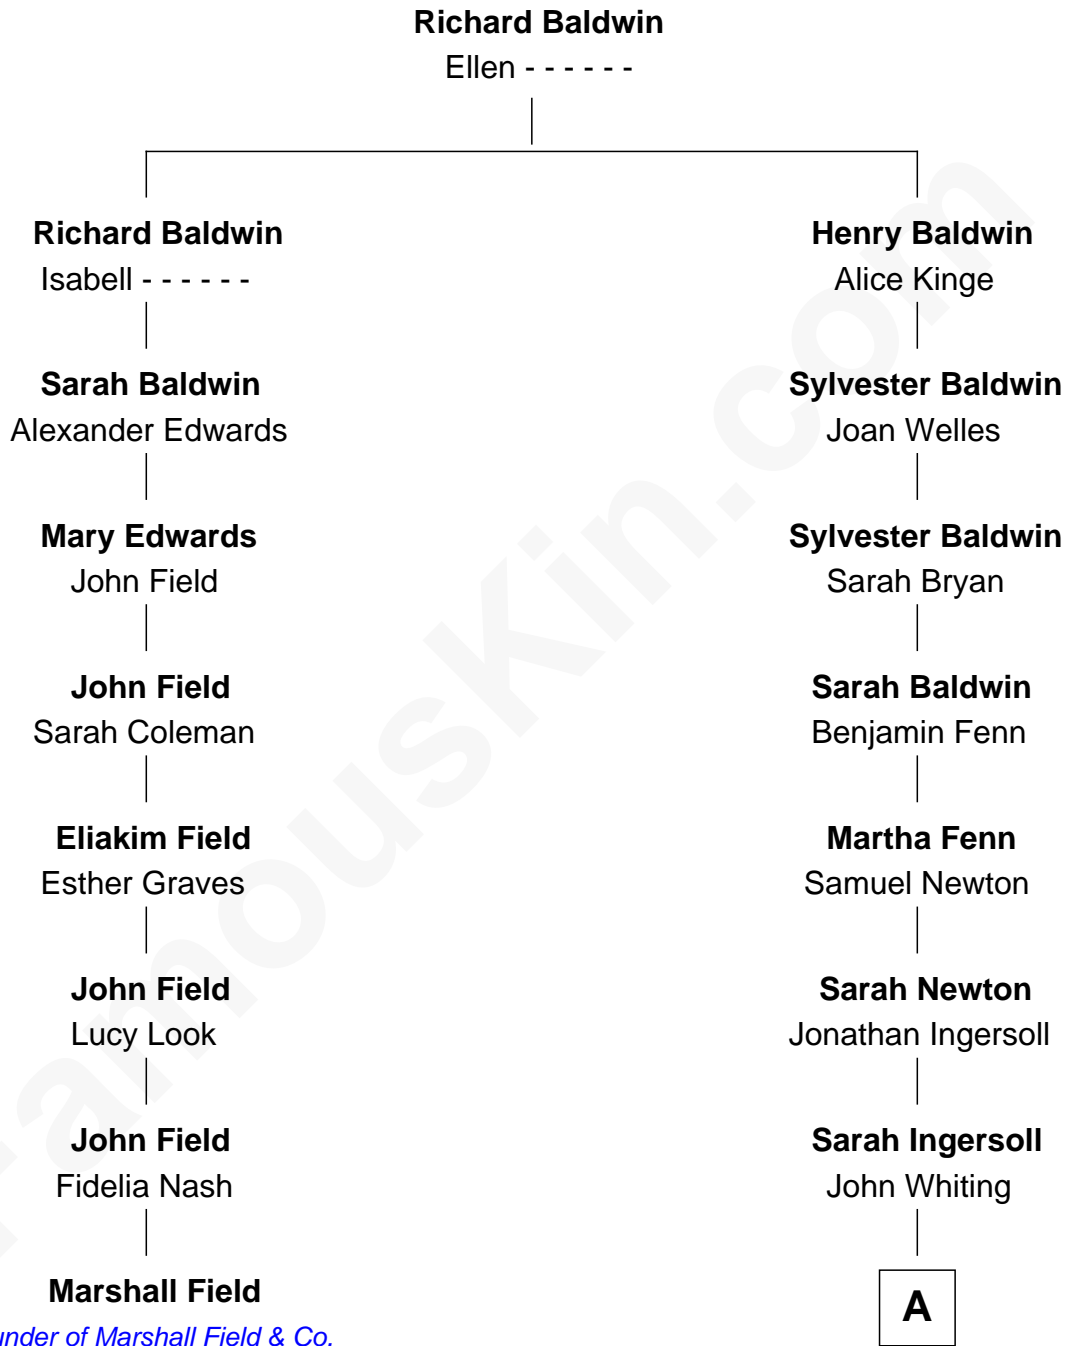 Richard Baldwin
Ellen - - - - - -
Richard Baldwin
Isabell - - - - - -
Henry Baldwin
Alice Kinge
Sarah Baldwin
Alexander Edwards
Sylvester Baldwin
Joan Welles
Mary Edwards
John Field
Sylvester Baldwin
Sarah Bryan
John Field
Sarah Coleman
Sarah Baldwin
Benjamin Fenn
Eliakim Field
Esther Graves
Martha Fenn
Samuel Newton
John Field
Lucy Look
Sarah Newton
Jonathan Ingersoll
John Field
Fidelia Nash
Sarah Ingersoll
John Whiting
Marshall Field
under of Marshall Field & Co.
A
FamousKin.com